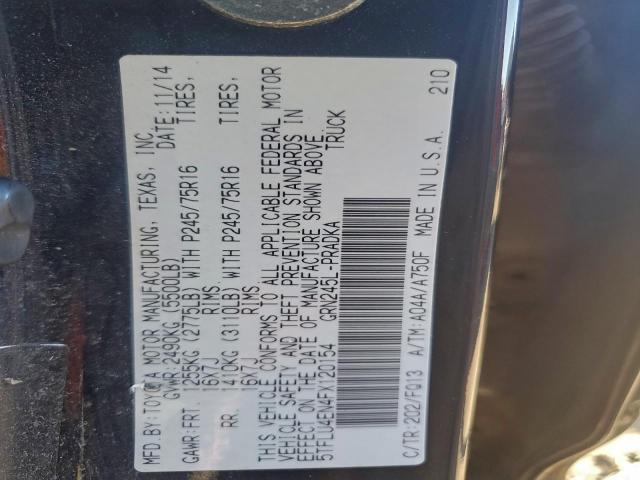 MFD.BY:TOYOTA MOTOR MANUFACTURING, TEXAS, INC.
GVWR:2490KG (5500LB) DATE:11/14
GAWR:FRT. 1255KG (2775LB) WITH P245/75R16 TIRES,
16X7J RIMS
RR. 1410KG (3110LB) WITH P245/75R16 TIRES,
16X7J RIMS
THIS VEHICLE CONFORMS TO ALL APPLICABLE FEDERAL MOTOR
VEHICLE SAFETY AND THEFT PREVENTION STANDARDS IN
EFFECT ON THE DATE OF MANUFACTURE SHOWN ABOVE.
5TFLU4EN4FX120154 GRN245L-PRADKA TRUCK
C/TR:202/FQ13 A/TM:A04A/A750F MADE IN U.S.A. 210